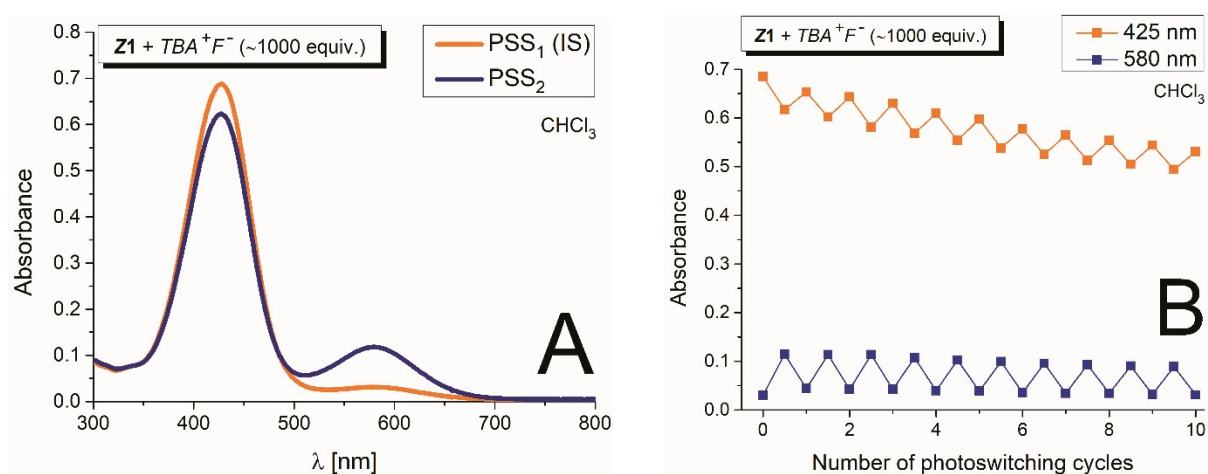 Z1 + TBA⁺F⁻ (~1000 equiv.)
PSS₁ (IS)
PSS₂
CHCl₃
Absorbance
0.8
0.7
0.6
0.5
0.4
0.3
0.2
0.1
0.0
300 400 500 600 700 800
λ [nm]
A
Z1 + TBA⁺F⁻ (~1000 equiv.)
425 nm
580 nm
CHCl₃
Absorbance
0.7
0.6
0.5
0.4
0.3
0.2
0.1
0.0
0 2 4 6 8 10
Number of photoswitching cycles
B